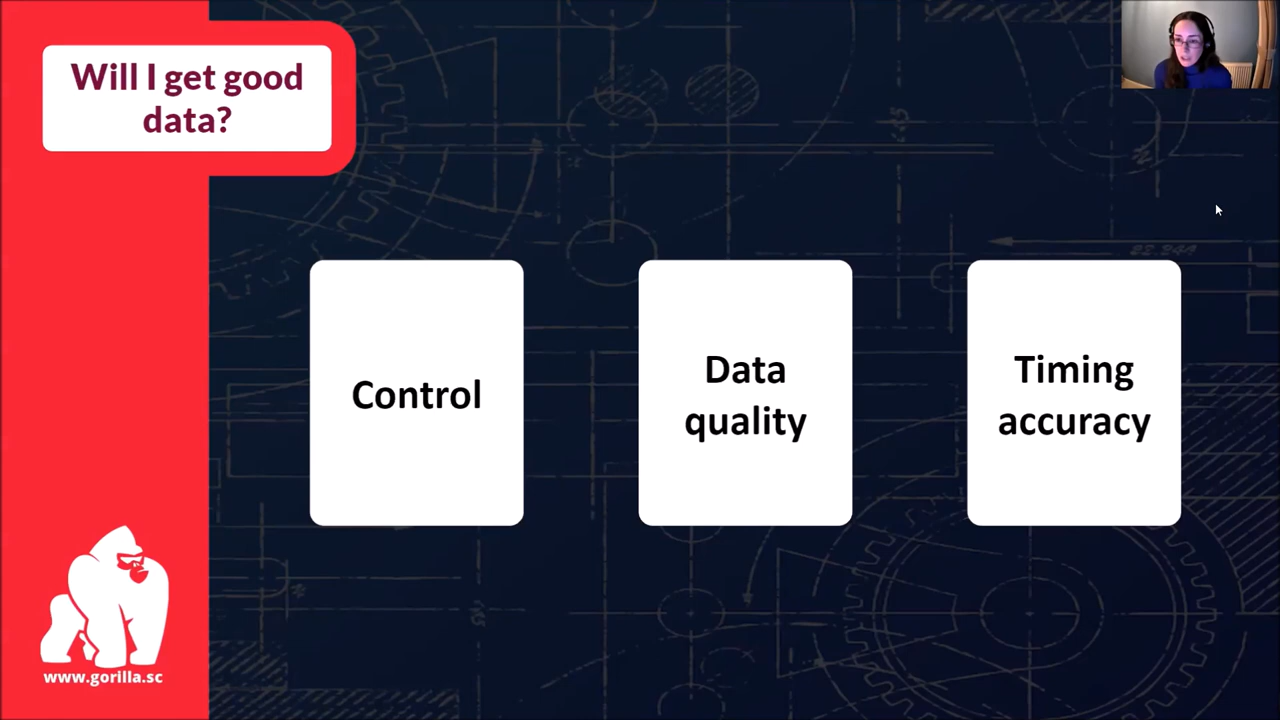 Will I get good
data?
Control
Data
quality
Timing
accuracy
www.gorilla.sc